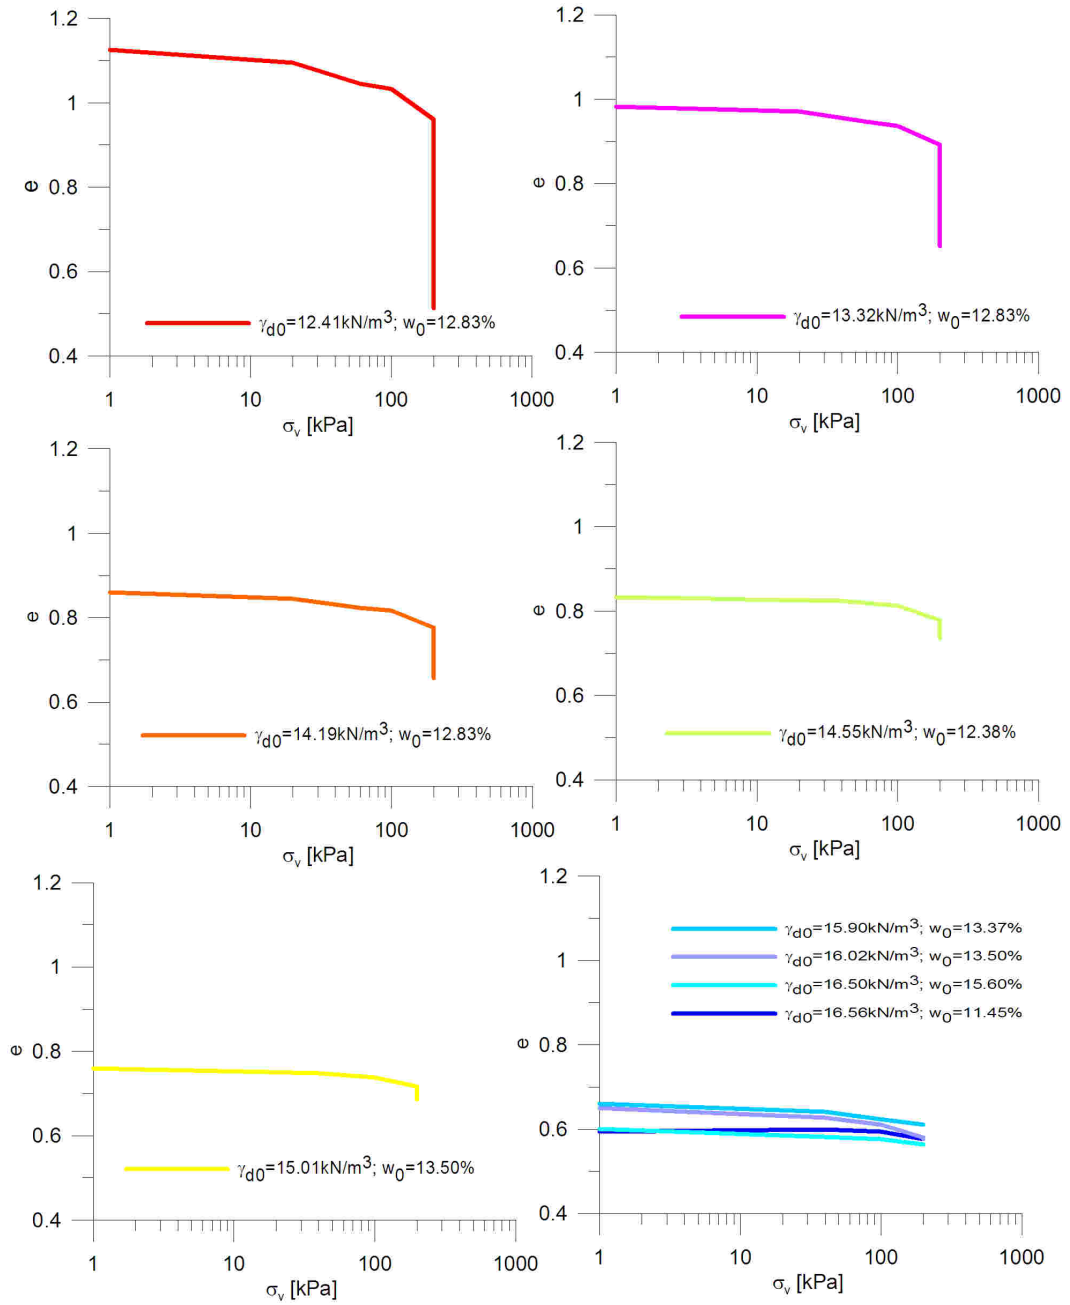 1.2
1
0.8
0.6
0.4
e
γd0=12.41kN/m3; w0=12.83%
1 10 100 1000
σv [kPa]
1.2
1
0.8
0.6
0.4
e
γd0=13.32kN/m3; w0=12.83%
1 10 100 1000
σv [kPa]
1.2
1
0.8
0.6
0.4
e
γd0=14.19kN/m3; w0=12.83%
1 10 100 1000
σv [kPa]
1.2
1
0.8
0.6
0.4
e
γd0=14.55kN/m3; w0=12.38%
1 10 100 1000
σv [kPa]
1.2
1
0.8
0.6
0.4
e
γd0=15.01kN/m3; w0=13.50%
1 10 100 1000
σv [kPa]
1.2
1
0.8
0.6
0.4
e
γd0=15.90kN/m3; w0=13.37%
γd0=16.02kN/m3; w0=13.50%
γd0=16.50kN/m3; w0=15.60%
γd0=16.56kN/m3; w0=11.45%
1 10 100 1000
σv [kPa]